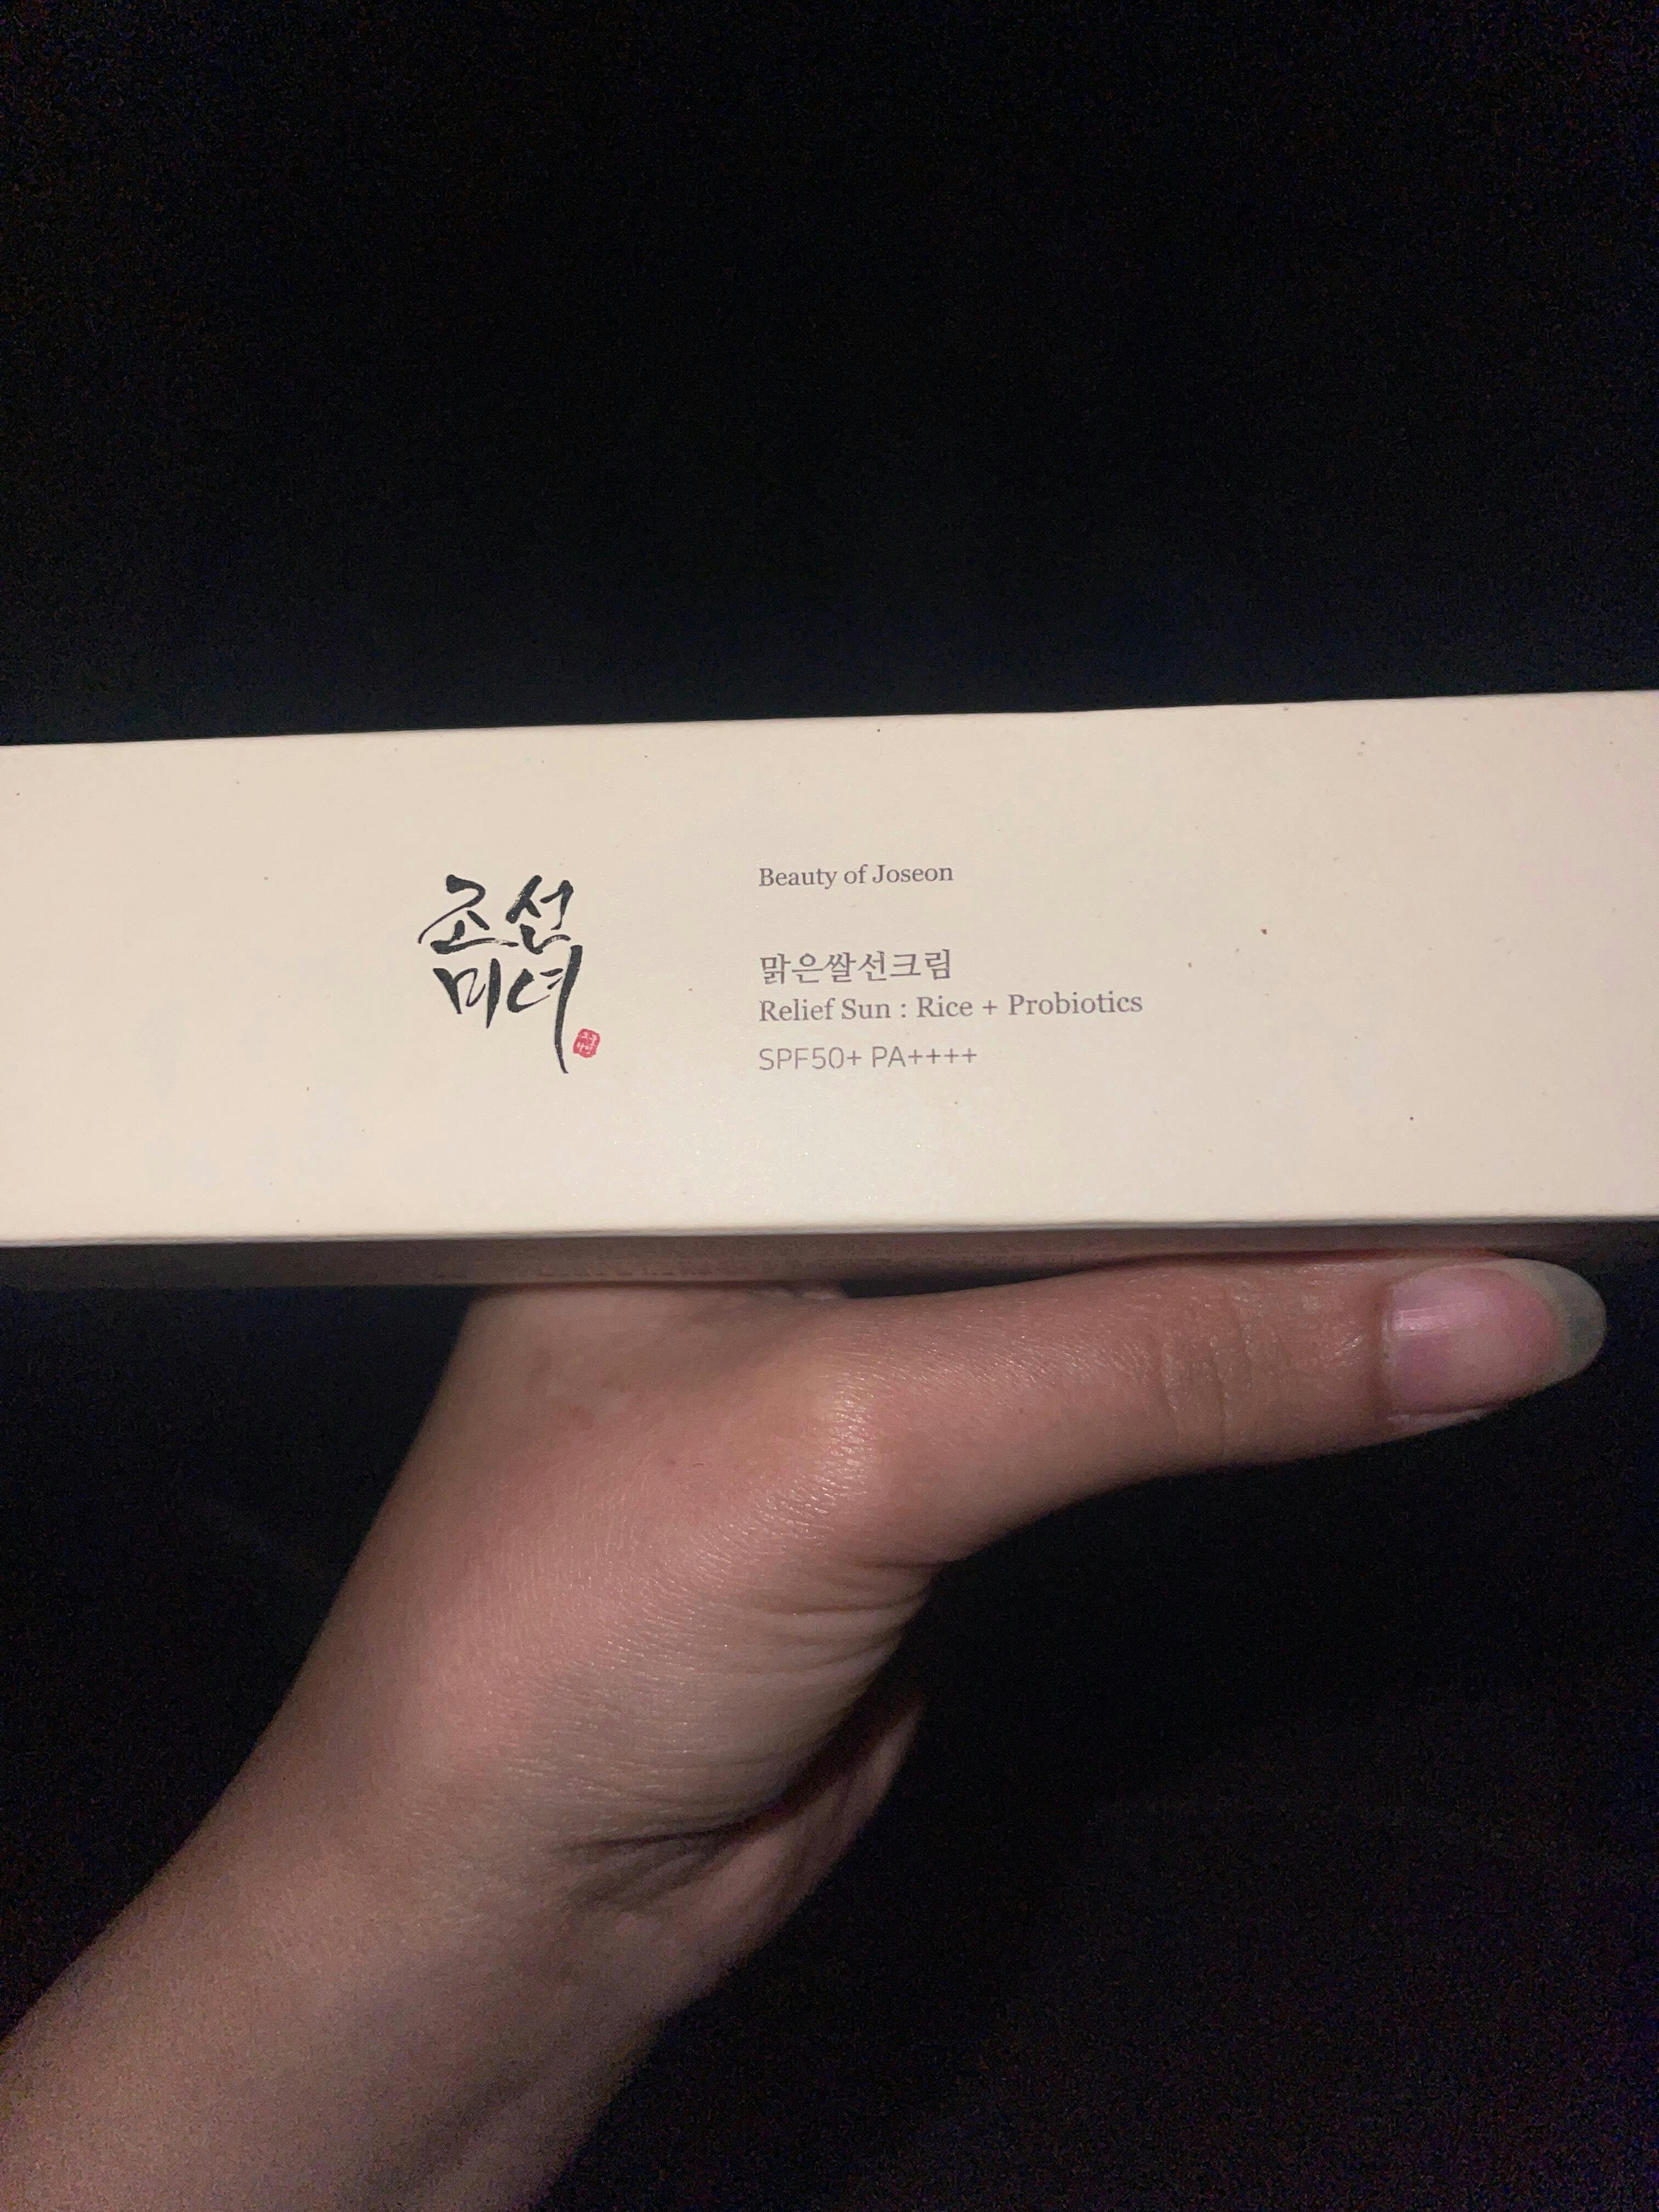 조선
미녀
Beauty of Joseon
맑은쌀선크림
Relief Sun : Rice + Probiotics
SPF50+ PA++++